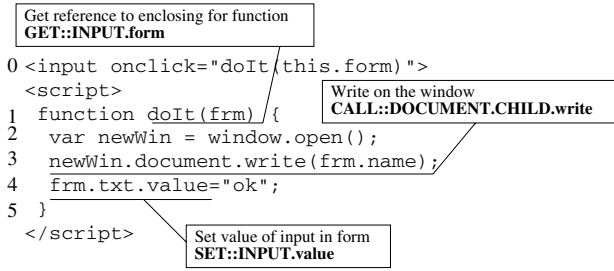 Get reference to enclosing for function
GET::INPUT.form
0 <input onclick="doIt(this.form)">
<script>
Write on the window
CALL::DOCUMENT.CHILD.write
1 function doIt(frm) {
2 var newWin = window.open();
3 newWin.document.write(frm.name);
4 frm.txt.value="ok";
5 }
</script>
Set value of input in form
SET::INPUT.value